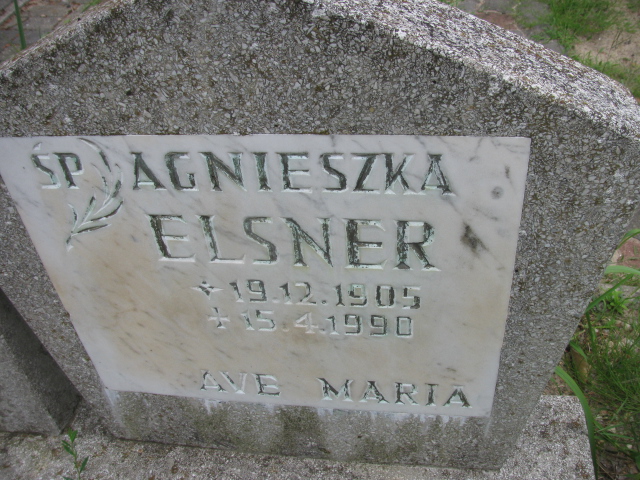 ŚP AGNIESZKA
ELSNER
* 19.12.1905
+ 15.4.1990
AVE MARIA